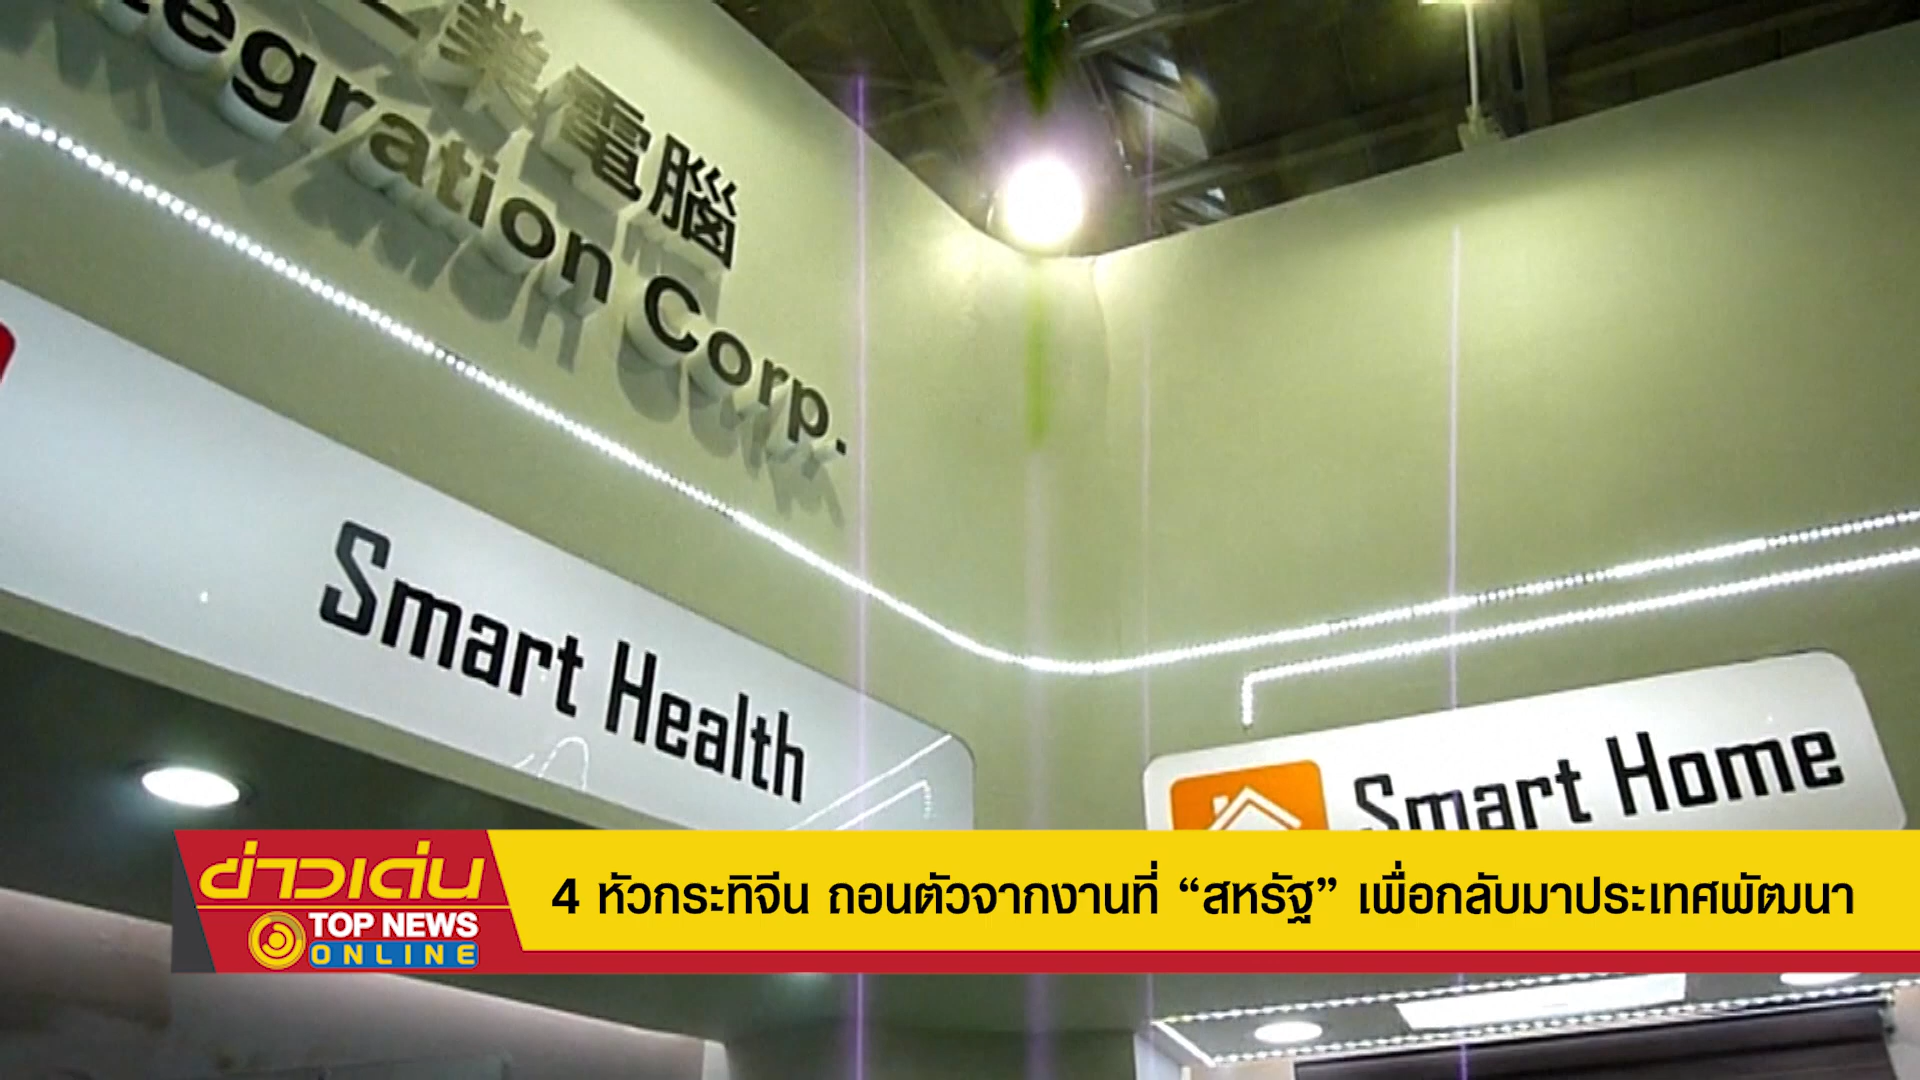 業電腦
tegration Corp.
Smart Health
Smart Home
ข่าวเด่น
TOP NEWS
ONLINE
4 หัวกระทิจีน ถอนตัวจากงานที่ “สหรัฐ” เพื่อกลับมาประเทศพัฒนา